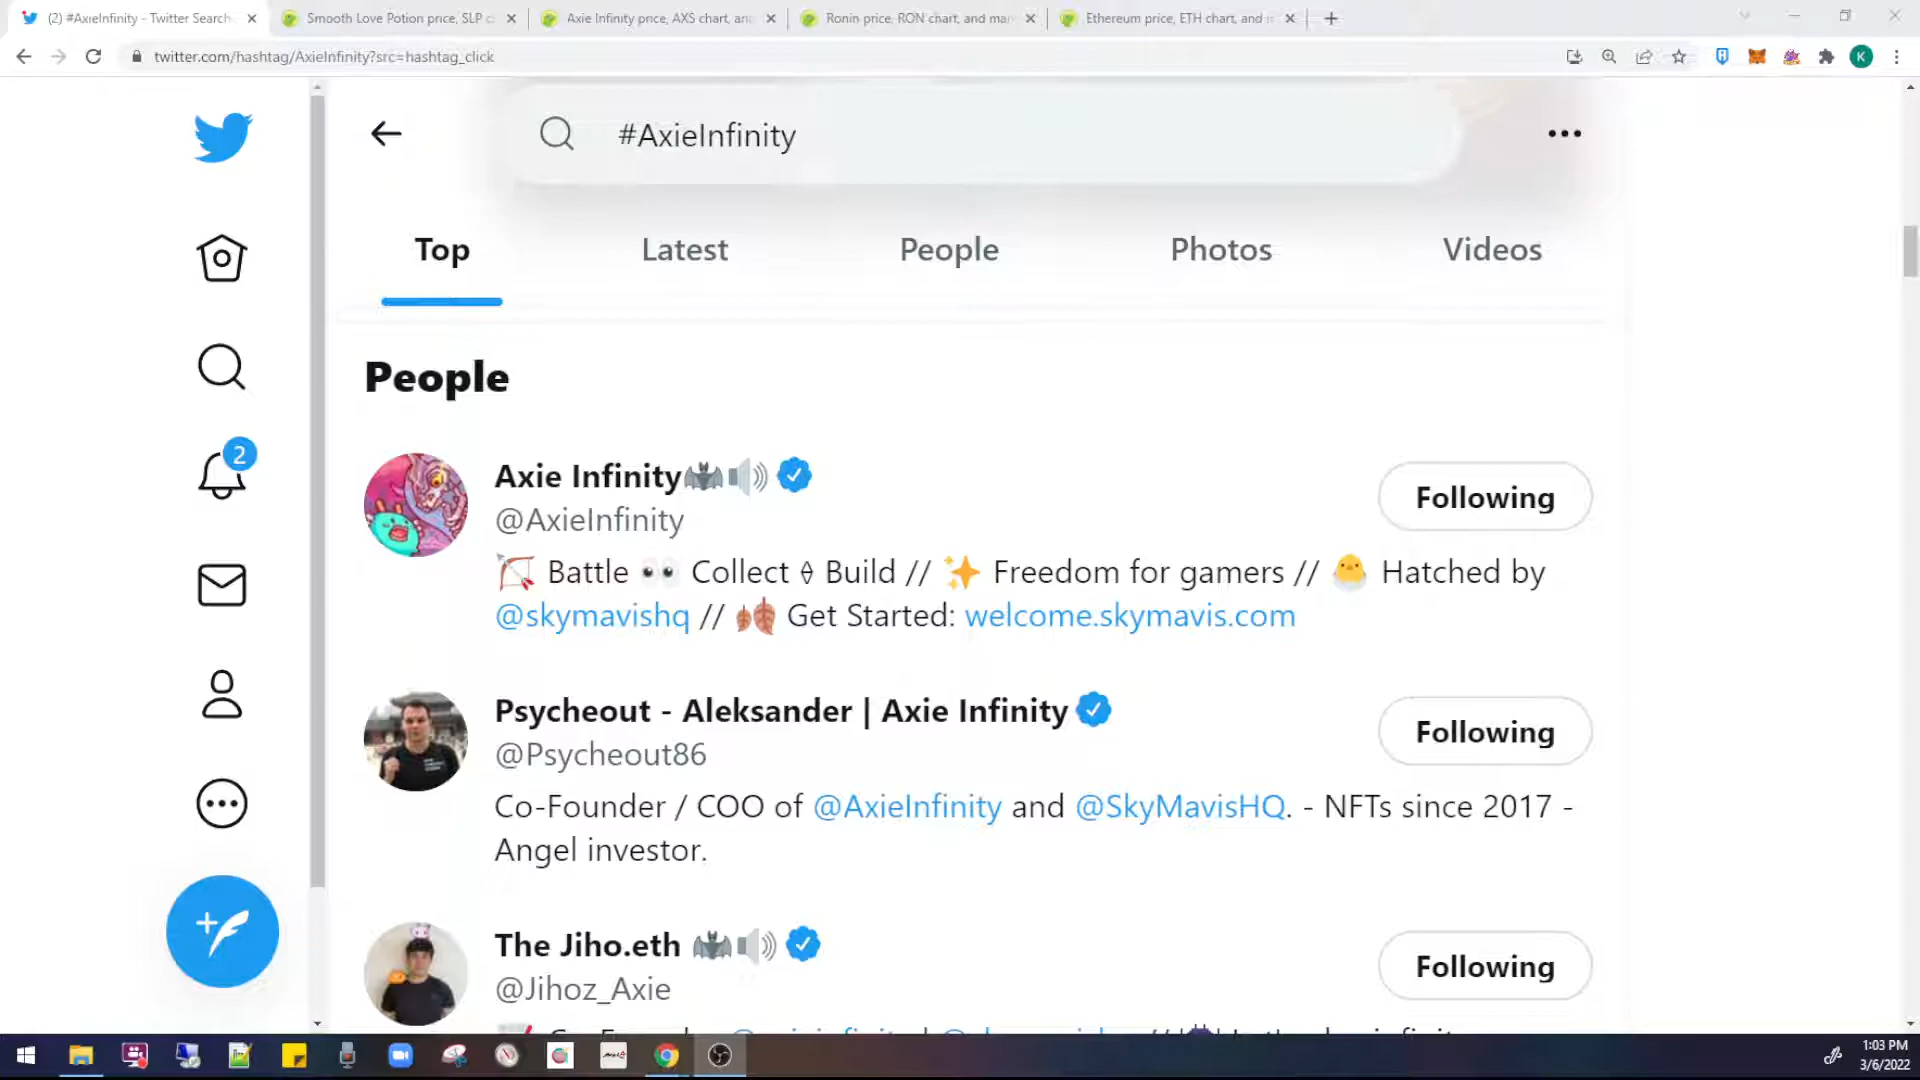 (2) #AxieInfinity - Twitter Search
Smooth Love Potion price, SLP c
Axie Infinity price, AXS chart, an
Ronin price, RON chart, and ma
Ethereum price, ETH chart, and
twitter.com/hashtag/AxieInfinity?src=hashtag_click
K
#AxieInfinity
Top
Latest
People
Photos
Videos
People
2
Axie Infinity
@AxieInfinity
Following
Battle 👀 Collect ⚱ Build // ✨ Freedom for gamers // 🐣 Hatched by
@skymavishq // Get Started: welcome.skymavis.com
Psycheout - Aleksander | Axie Infinity
@Psycheout86
Following
Co-Founder / COO of @AxieInfinity and @SkyMavisHQ. - NFTs since 2017 -
Angel investor.
The Jiho.eth
@Jihoz_Axie
Following
1:03 PM
3/6/2022